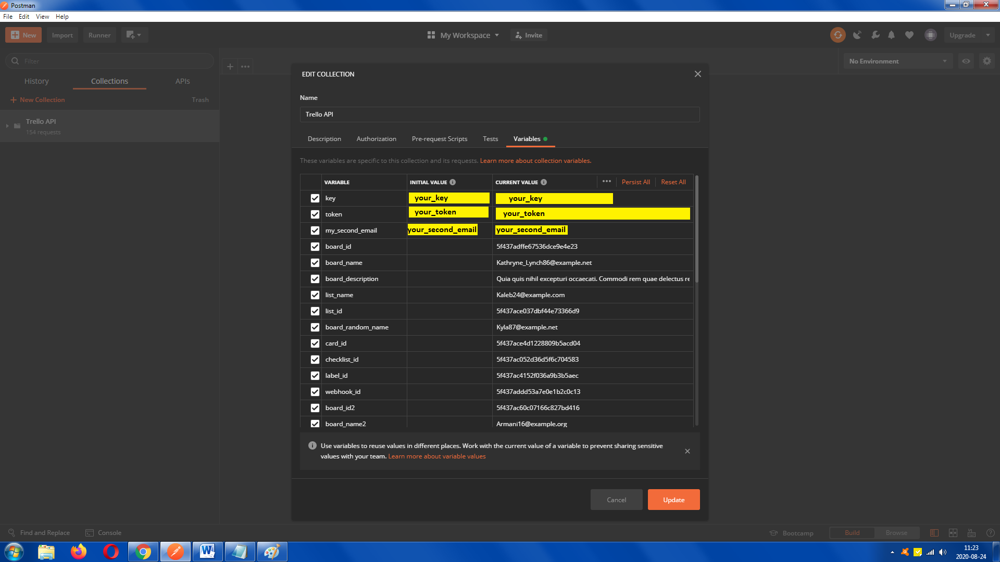 Postman
File Edit View Help
New Import Runner My Workspace Invite Upgrade
Filter
No Environment
History Collections APIs
New Collection Trash
Trello API
154 requests
EDIT COLLECTION
Name
Trello API
Description Authorization Pre-request Scripts Tests Variables
These variables are specific to this collection and its requests. Learn more about collection variables.
VARIABLE INITIAL VALUE CURRENT VALUE Persist All Reset All
key your_key your_key
token your_token your_token
my_second_email your_second_email your_second_email
board_id 5f437adffe67536dce9e4e23
board_name Kathryne_Lynch86@example.net
board_description Quia quis nihil excepturi occaecati. Commodi rem quae delectus re
list_name Kaleb24@example.com
list_id 5f437ace037dbf44e73366d9
board_random_name Kyla87@example.net
card_id 5f437ace4d1228809b5acd04
checklist_id 5f437ac052d36d5f6c704583
label_id 5f437ac4152f036a9b3b5aec
webhook_id 5f437addd53a7e0e1b2c0c13
board_id2 5f437ac60c07166c827bd416
board_name2 Armani16@example.org
Use variables to reuse values in different places. Work with the current value of a variable to prevent sharing sensitive
values with your team. Learn more about variable values
Cancel Update
Find and Replace Console Bootcamp Build Browse
11:23
2020-08-24